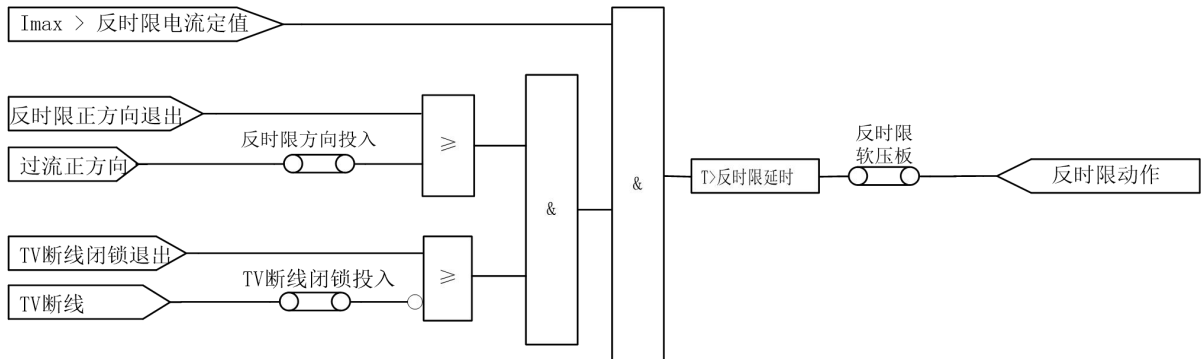 Imax > 反时限电流定值
反时限正方向退出
反时限方向投入
过流正方向
≥
TV断线闭锁退出
TV断线闭锁投入
TV断线
≥
&
&
T>反时限延时
反时限
软压板
反时限动作